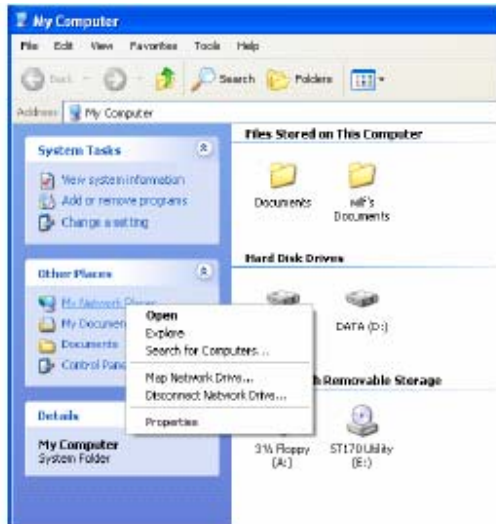 My Computer
File Edit View Favorites Tools Help
Back Search Folders
Address My Computer
System Tasks
View system information
Add or remove programs
Change a setting
Other Places
My Network Places
My Documen
Documents
Control Pane
Details
My Computer
System Folder
Files Stored on This Computer
Documents
Documents
Hard Disk Drives
DATA (D:)
h Removable Storage
3½ Floppy
(A:)
ST170 Utility
(E:)
Open
Explore
Search for Computers...
Map Network Drive...
Disconnect Network Drive...
Properties